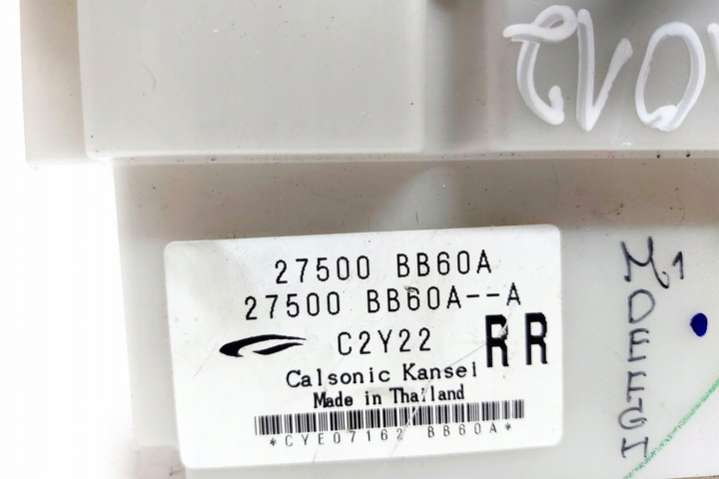 27500 BB60A
27500 BB60A--A
C2Y22 RR
Calsonic Kansei
Made in Thailand
*CYE07162 BB60A*